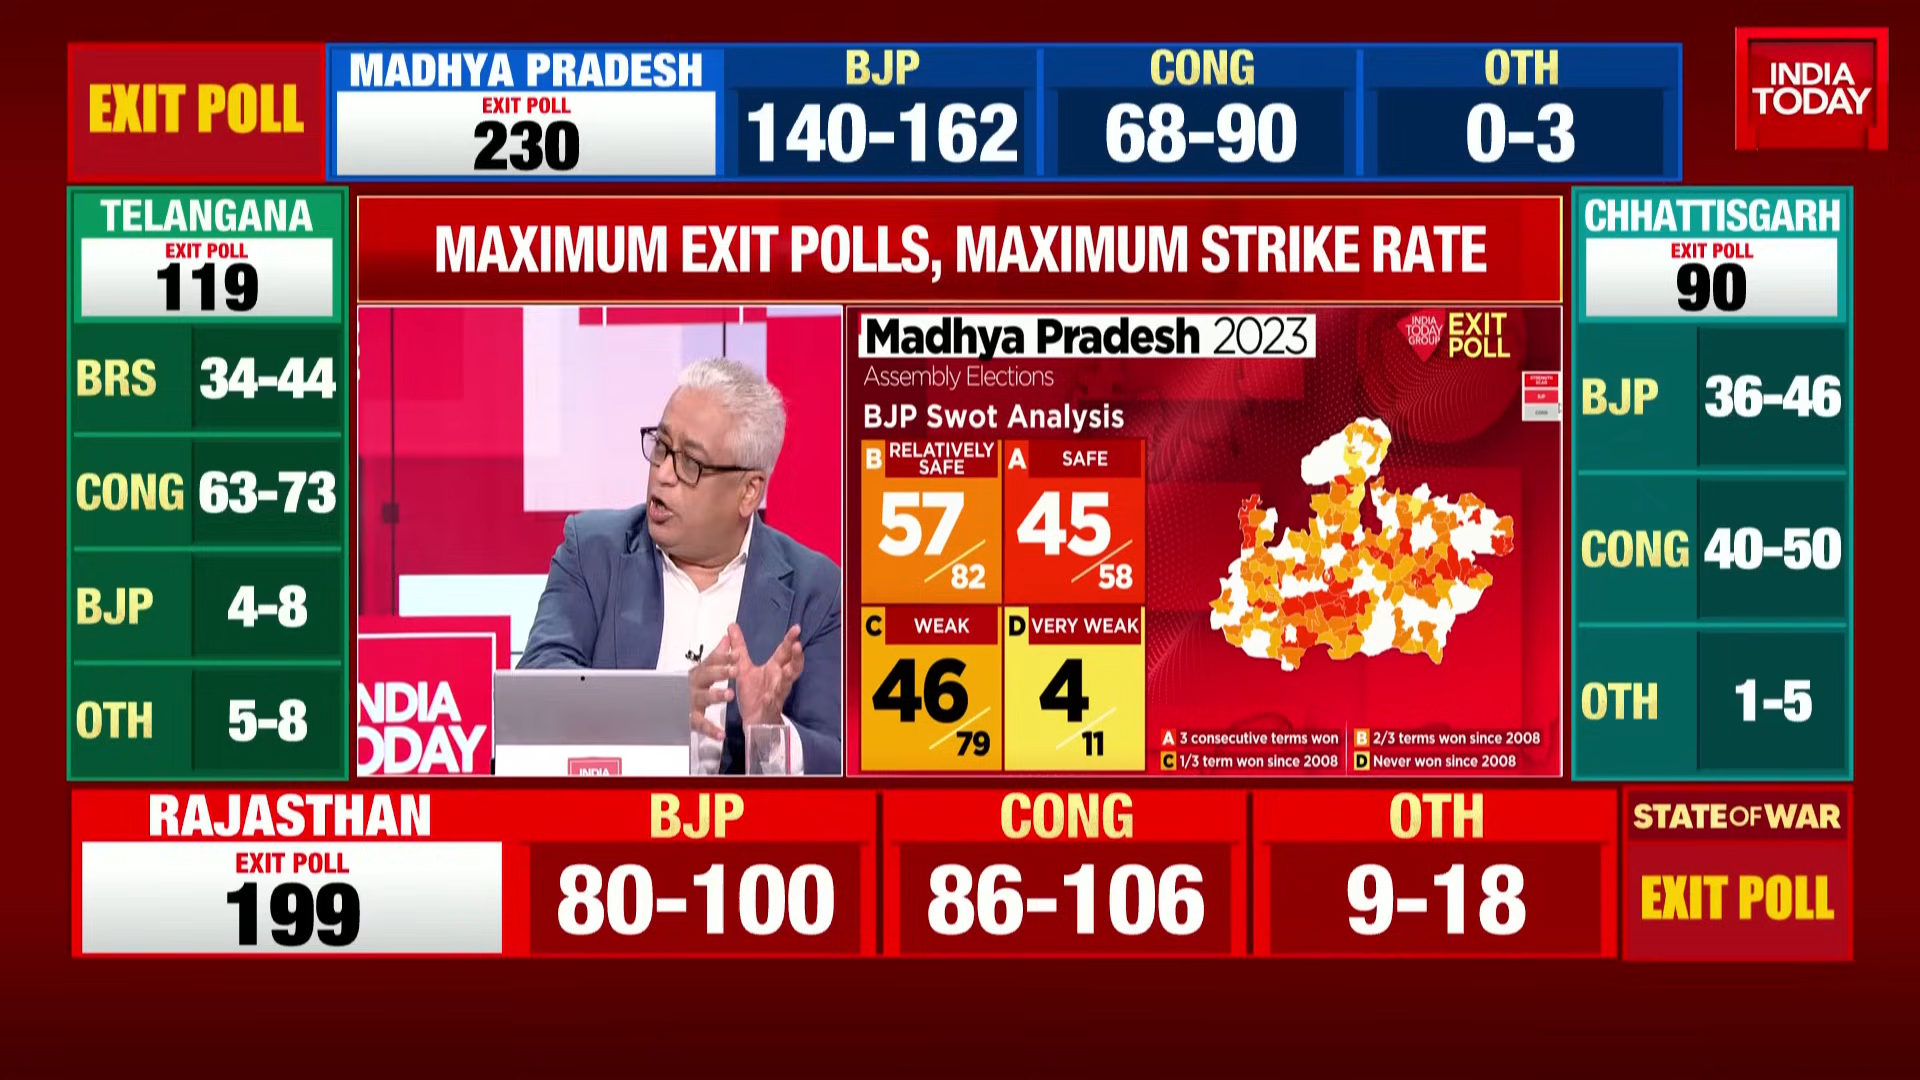 EXIT POLL
MADHYA PRADESH
EXIT POLL
230
BJP
140-162
CONG
68-90
OTH
0-3
INDIA
TODAY
TELANGANA
EXIT POLL
119
BRS 34-44
CONG 63-73
BJP 4-8
OTH 5-8
MAXIMUM EXIT POLLS, MAXIMUM STRIKE RATE
NDIA
ODAY
INDIA
Madhya Pradesh 2023
Assembly Elections
BJP Swot Analysis
B RELATIVELY
SAFE
57
82
A SAFE
45
58
C WEAK
46
79
D VERY WEAK
4
11
INDIA
TODAY
GROUP
EXIT
POLL
A 3 consecutive terms won
B 2/3 terms won since 2008
C 1/3 term won since 2008
D Never won since 2008
CHHATTISGARH
EXIT POLL
90
BJP 36-46
CONG 40-50
OTH 1-5
RAJASTHAN
EXIT POLL
199
BJP
80-100
CONG
86-106
OTH
9-18
STATE OF WAR
EXIT POLL